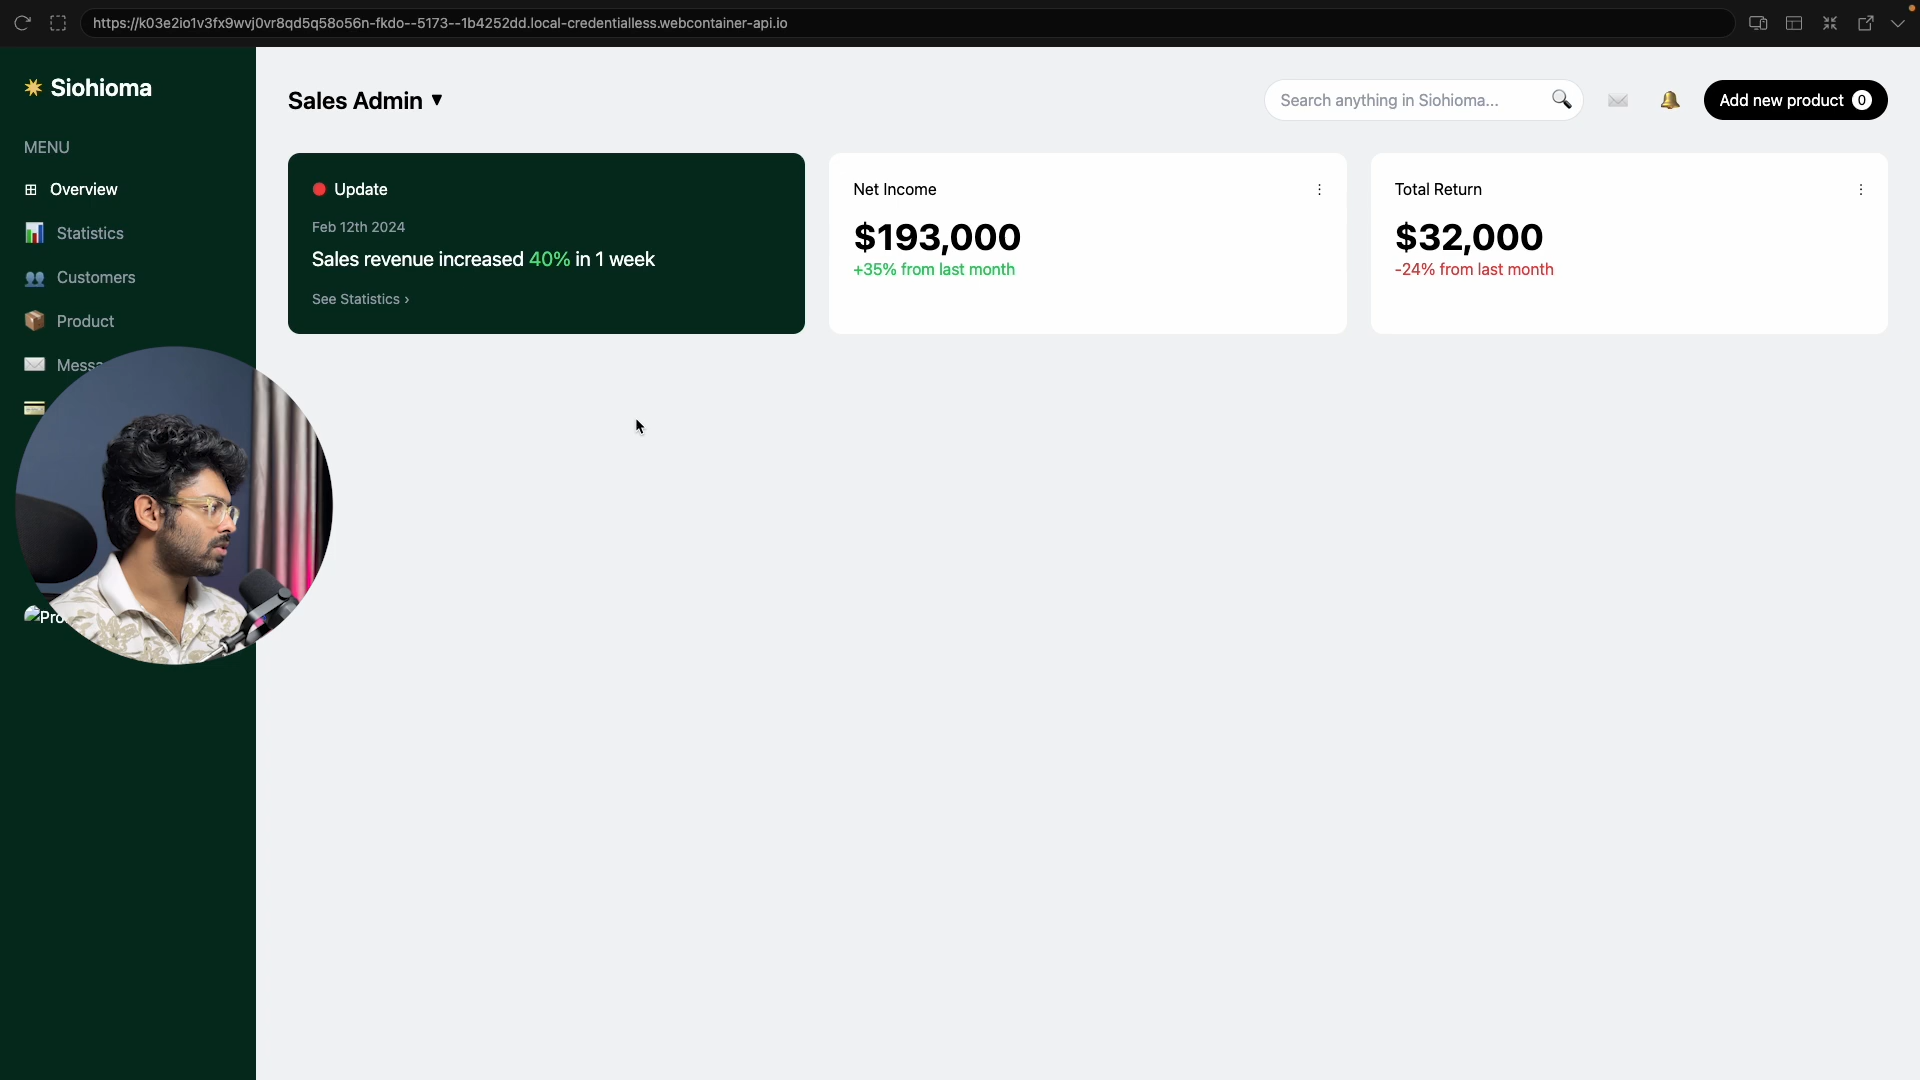 https://k03e2io1v3fx9wvj0vr8qd5q58o56n-fkdo--5173--1b4252dd.local-credentialless.webcontainer-api.io
Siohioma
MENU
Overview
Statistics
Customers
Product
Sales Admin ▼
Search anything in Siohioma...
Add new product 0
Update
Feb 12th 2024
Sales revenue increased 40% in 1 week
See Statistics ›
Net Income
$193,000
+35% from last month
Total Return
$32,000
-24% from last month